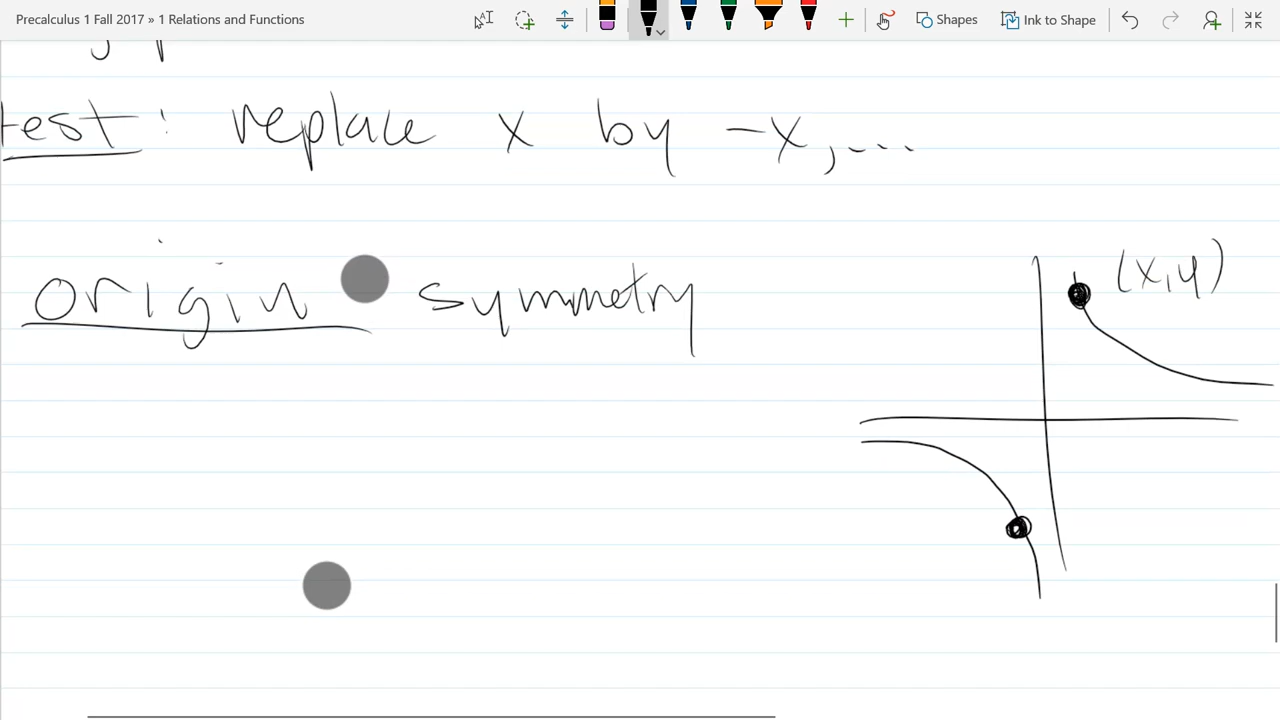 Precalculus 1 Fall 2017 » 1 Relations and Functions
Shapes
Ink to Shape
test: replace x by -x,...
origin symmetry
(x,y)